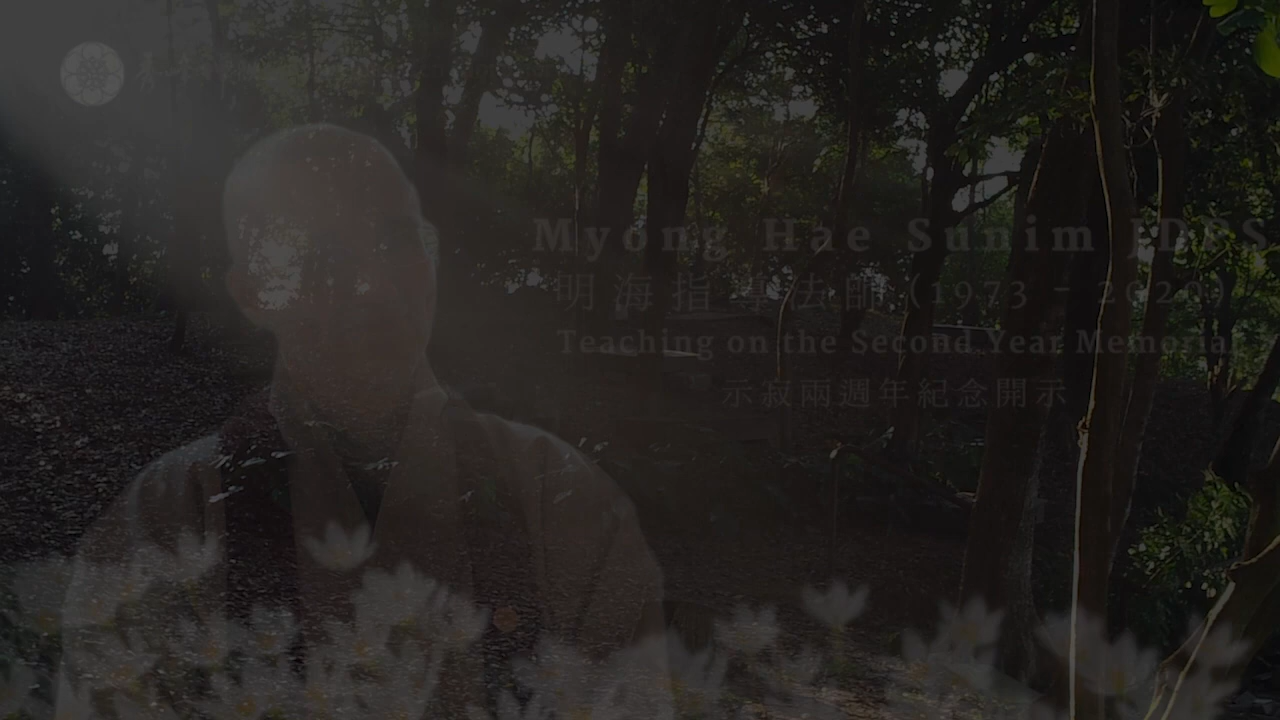 Myong Hae Sunim JDPS
明海指導法師 (1973 - 2020)
Teaching on the Second Year Memorial
示寂兩週年紀念開示